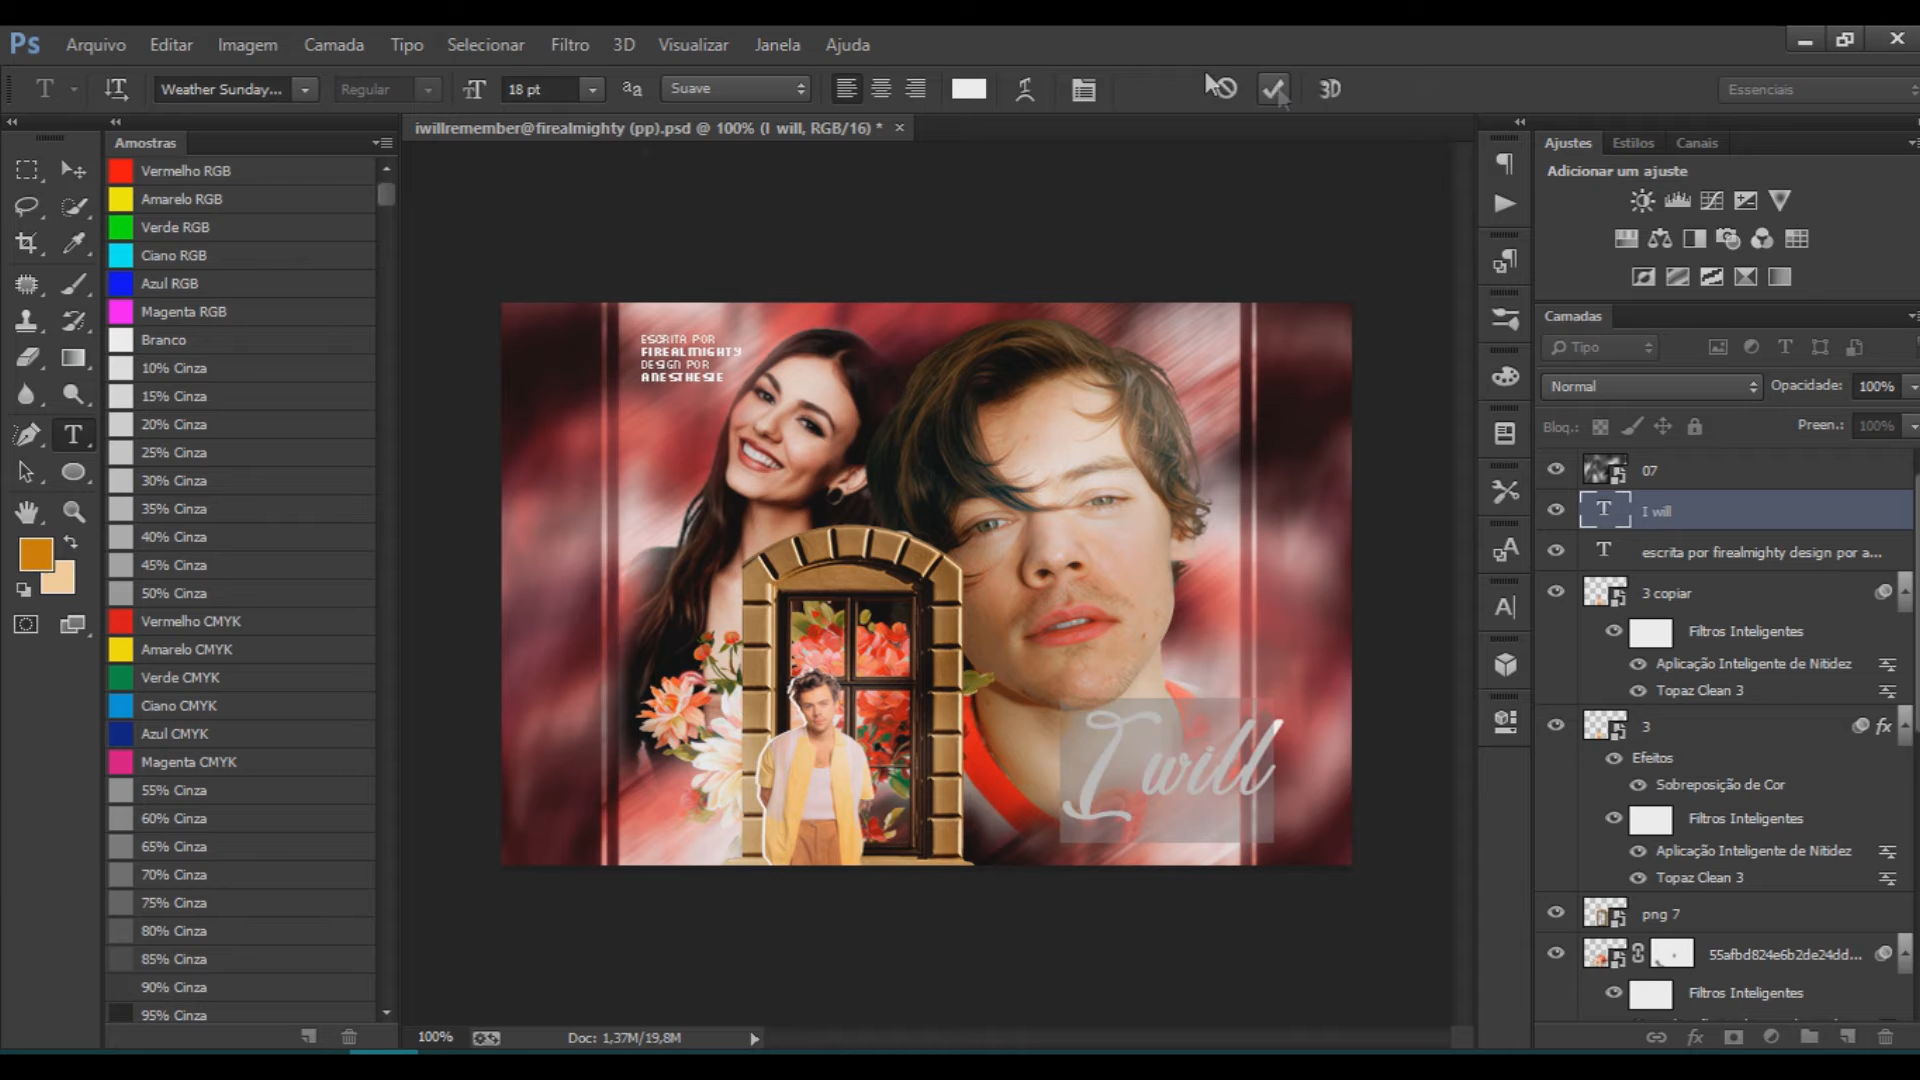 Ps Arquivo Editar Imagem Camada Tipo Selecionar Filtro 3D Visualizar Janela Ajuda
T Weather Sunday... Regular 18 pt aa Suave 3D Essenciais
iwillremember@firealmighty (pp).psd @ 100% (I will, RGB/16) *
Amostras
Vermelho RGB
Amarelo RGB
Verde RGB
Ciano RGB
Azul RGB
Magenta RGB
Branco
10% Cinza
15% Cinza
20% Cinza
25% Cinza
30% Cinza
35% Cinza
40% Cinza
45% Cinza
50% Cinza
Vermelho CMYK
Amarelo CMYK
Verde CMYK
Ciano CMYK
Azul CMYK
Magenta CMYK
55% Cinza
60% Cinza
65% Cinza
70% Cinza
75% Cinza
80% Cinza
85% Cinza
90% Cinza
95% Cinza
ESCRITA POR
FIREALMIGHTY
DESIGN POR
ANESTHESIE
I will
100% Doc: 1,37M/19,8M
Ajustes Estilos Canais
Adicionar um ajuste
Camadas
Tipo
Normal Opacidade: 100%
Bloq.: Preen.: 100%
07
I will
escrita por firealmighty design por a...
3 copiar
Filtros Inteligentes
Aplicação Inteligente de Nitidez
Topaz Clean 3
3 fx
Efeitos
Sobreposição de Cor
Filtros Inteligentes
Aplicação Inteligente de Nitidez
Topaz Clean 3
png 7
55afbd824e6b2de24dd...
Filtros Inteligentes
fx